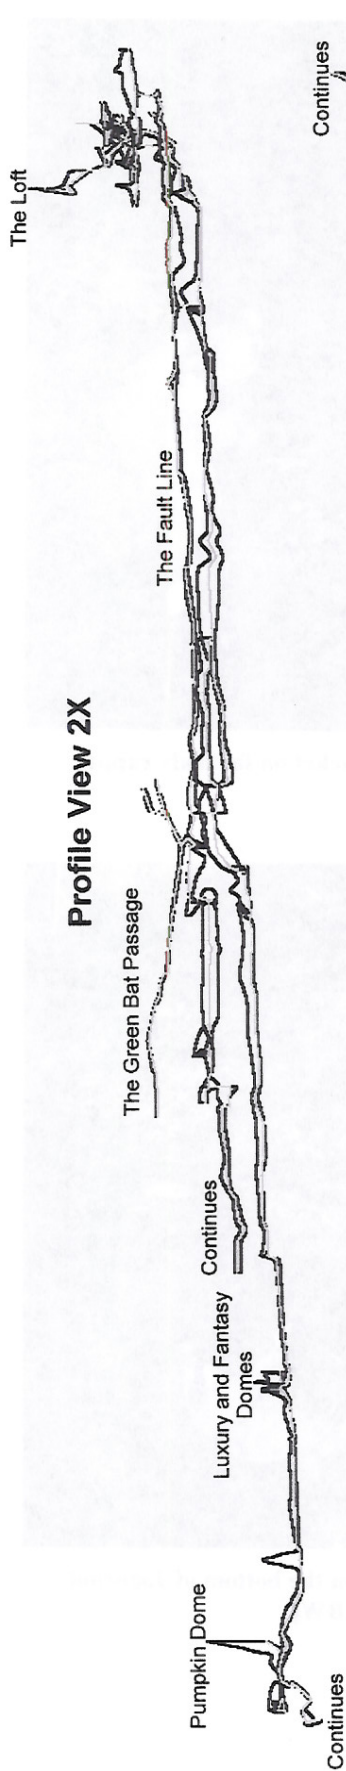 Profile View 2X
Pumpkin Dome
Continues
Luxury and Fantasy
Domes
Continues
The Green Bat Passage
The Fault Line
The Loft
Continues